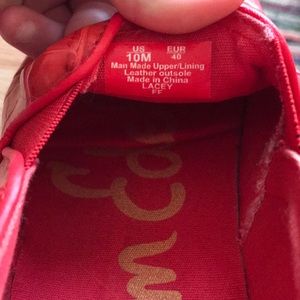 US EUR
10M 40
Man Made Upper/Lining
Leather outsole
Made in China
LACEY
FF